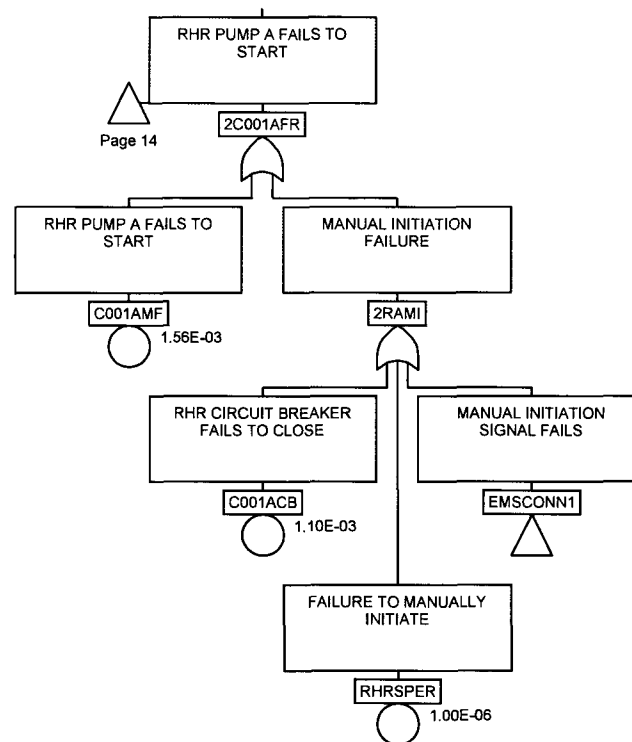 RHR PUMP A FAILS TO
START
Page 14
2C001AFR
RHR PUMP A FAILS TO
START
MANUAL INITIATION
FAILURE
C001AMF
1.56E-03
2RAMI
RHR CIRCUIT BREAKER
FAILS TO CLOSE
MANUAL INITIATION
SIGNAL FAILS
C001ACB
1.10E-03
EMSCONN1
FAILURE TO MANUALLY
INITIATE
RHRSPER
1.00E-06